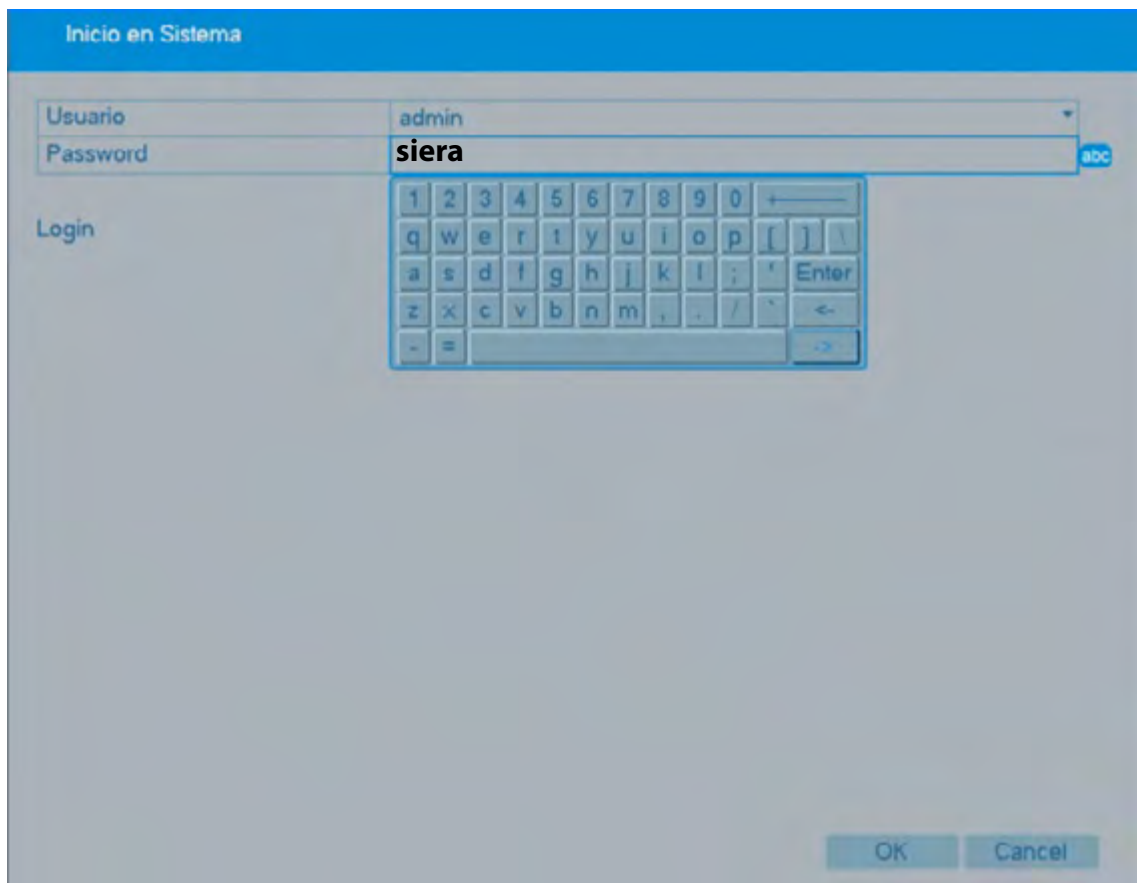 Inicio en Sistema
Usuario admin
Password siera abc
1 2 3 4 5 6 7 8 9 0 ←
Login
q w e r t y u i o p [ ] \
a s d f g h j k l ; ' Enter
z x c v b n m , . / ` <-
- = ->
OK Cancel